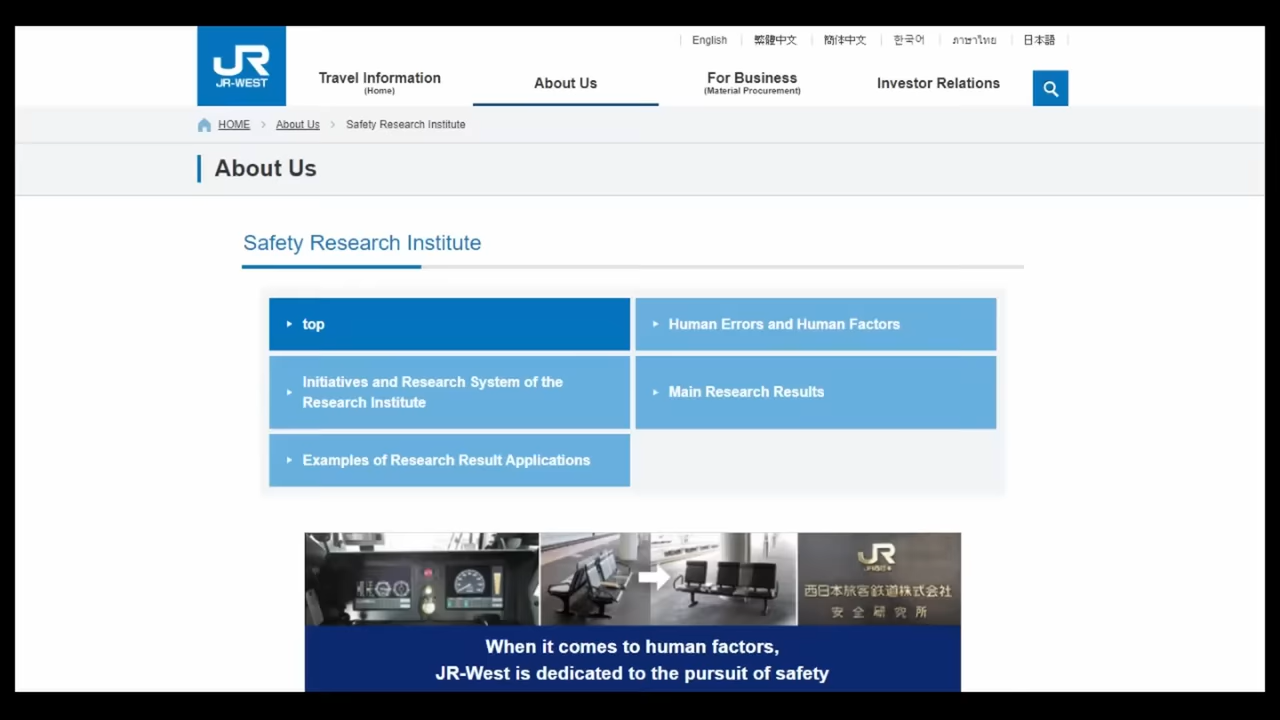 JR
JR-WEST
English
繁體中文
簡体中文
한국어
ภาษาไทย
日本語
Travel Information
(Home)
About Us
For Business
(Material Procurement)
Investor Relations
HOME
About Us
Safety Research Institute
About Us
Safety Research Institute
top
Human Errors and Human Factors
Initiatives and Research System of the
Research Institute
Main Research Results
Examples of Research Result Applications
JR
JR西日本
西日本旅客鉄道株式会社
安全研究所
When it comes to human factors,
JR-West is dedicated to the pursuit of safety